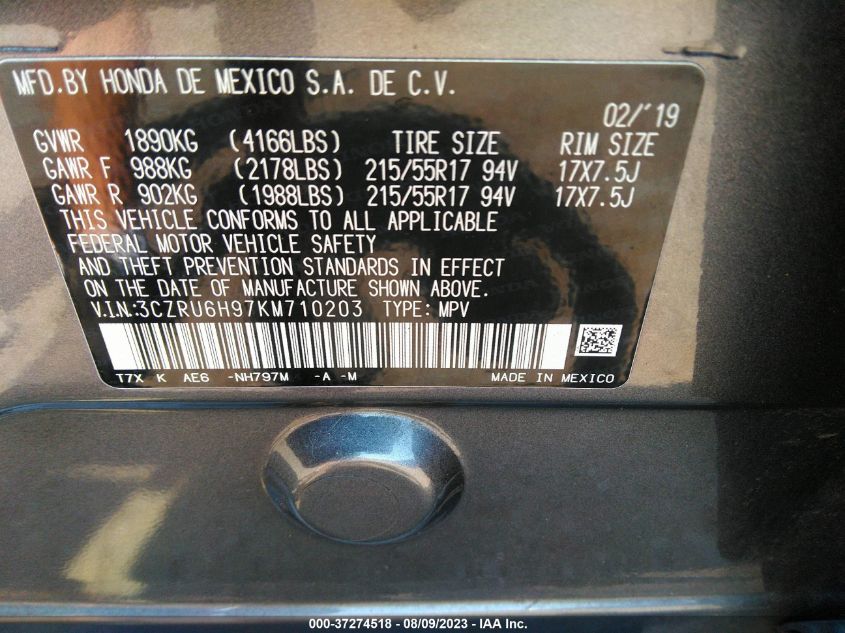 MFD.BY HONDA DE MEXICO S.A. DE C.V.
02/'19
GVWR 1890KG (4166LBS) TIRE SIZE RIM SIZE
GAWR F 988KG (2178LBS) 215/55R17 94V 17X7.5J
GAWR R 902KG (1988LBS) 215/55R17 94V 17X7.5J
THIS VEHICLE CONFORMS TO ALL APPLICABLE
FEDERAL MOTOR VEHICLE SAFETY
AND THEFT PREVENTION STANDARDS IN EFFECT
ON THE DATE OF MANUFACTURE SHOWN ABOVE.
V.I.N.:3CZRU6H97KM710203 TYPE: MPV
T7X K AE6 -NH797M -A -M MADE IN MEXICO
000-37274518 - 08/09/2023 - IAA Inc.